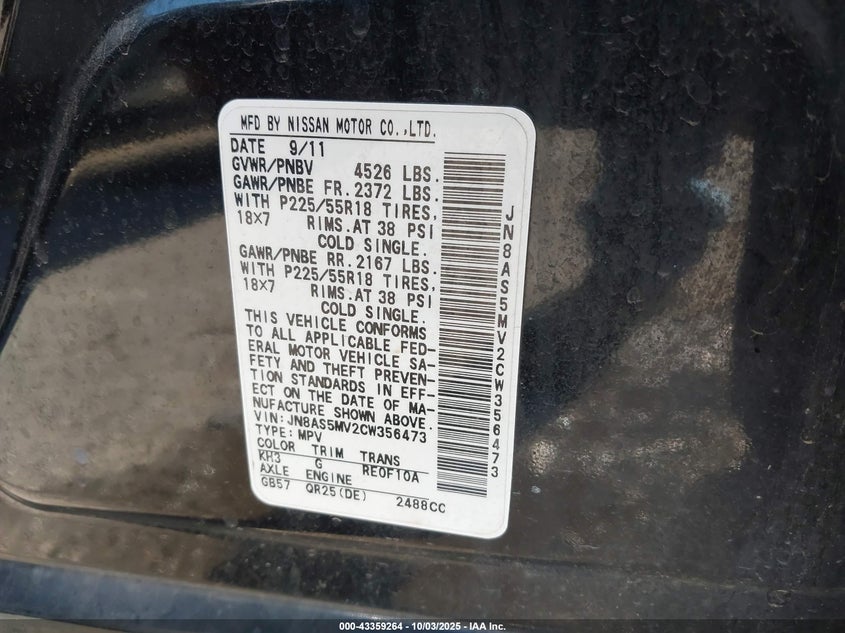 MFD BY NISSAN MOTOR CO.,LTD.
DATE 9/11
GVWR/PNBV 4526 LBS.
GAWR/PNBE FR. 2372 LBS.
WITH P225/55R18 TIRES,
18X7 RIMS.AT 38 PSI
COLD SINGLE.
GAWR/PNBE RR. 2167 LBS.
WITH P225/55R18 TIRES,
18X7 RIMS.AT 38 PSI
COLD SINGLE.
THIS VEHICLE CONFORMS
TO ALL APPLICABLE FED-
ERAL MOTOR VEHICLE SA-
FETY AND THEFT PREVEN-
TION STANDARDS IN EFF-
ECT ON THE DATE OF MA-
NUFACTURE SHOWN ABOVE.
VIN:JN8AS5MV2CW356473
TYPE:MPV
COLOR TRIM TRANS
KH3 G RE0F10A
AXLE ENGINE
GB57 QR25(DE) 2488CC
JN8AS5MV2CW356473
000-43359264 - 10/03/2025 - IAA Inc.